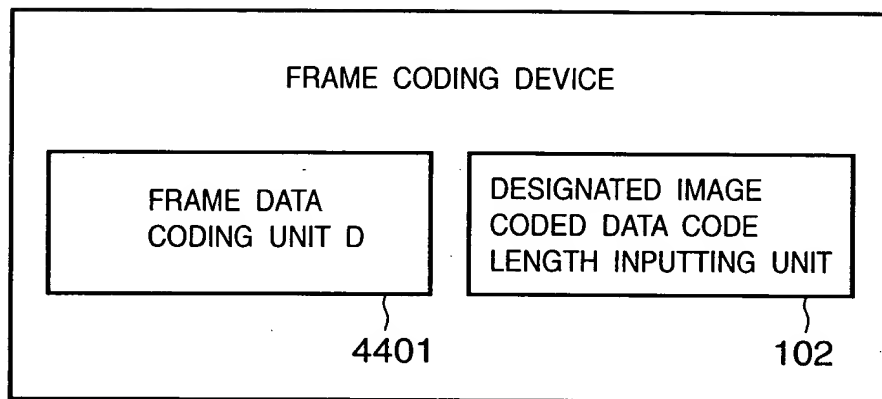 FRAME CODING DEVICE
FRAME DATA
CODING UNIT D
4401
DESIGNATED IMAGE
CODED DATA CODE
LENGTH INPUTTING UNIT
102